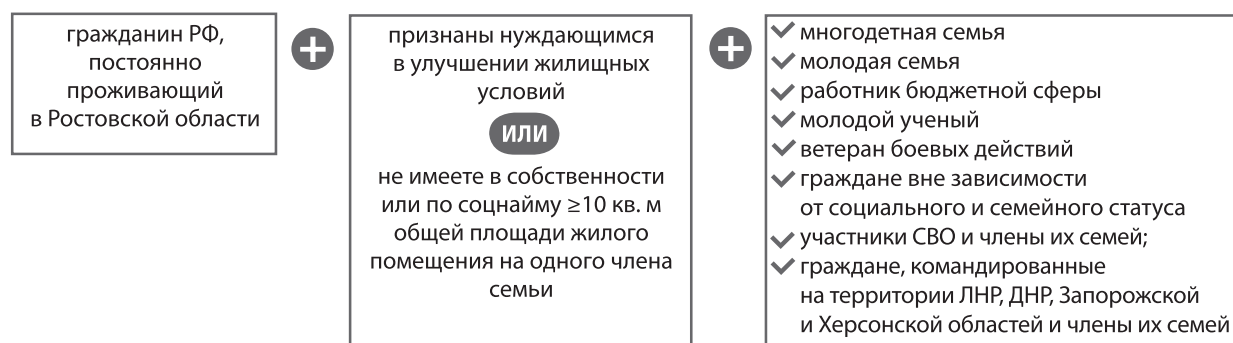 гражданин РФ,
постоянно
проживающий
в Ростовской области
+
признаны нуждающимся
в улучшении жилищных
условий
ИЛИ
не имеете в собственности
или по соцнайму ≥10 кв. м
общей площади жилого
помещения на одного члена
семьи
+
многодетная семья
молодая семья
работник бюджетной сферы
молодой ученый
ветеран боевых действий
граждане вне зависимости
от социального и семейного статуса
участники СВО и члены их семей;
граждане, командированные
на территории ЛНР, ДНР, Запорожской
и Херсонской областей и члены их семей